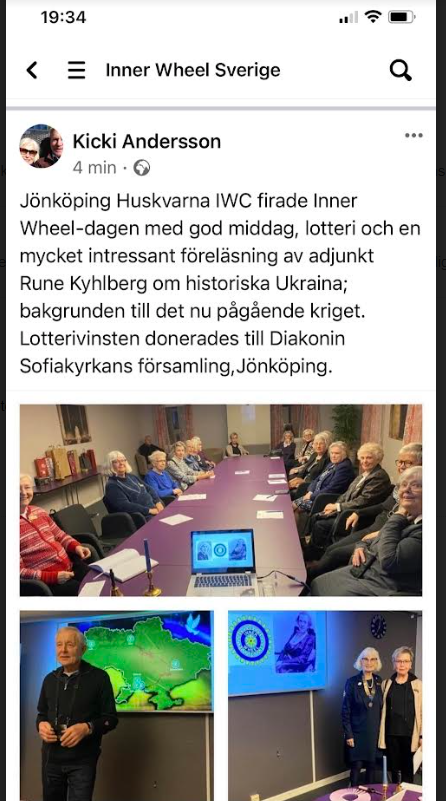 19:34
Inner Wheel Sverige
Kicki Andersson
4 min ·
Jönköping Huskvarna IWC firade Inner
Wheel-dagen med god middag, lotteri och en
mycket intressant föreläsning av adjunkt
Rune Kyhlberg om historiska Ukraina;
bakgrunden till det nu pågående kriget.
Lotterivinsten donerades till Diakonin
Sofiakyrkans församling,Jönköping.